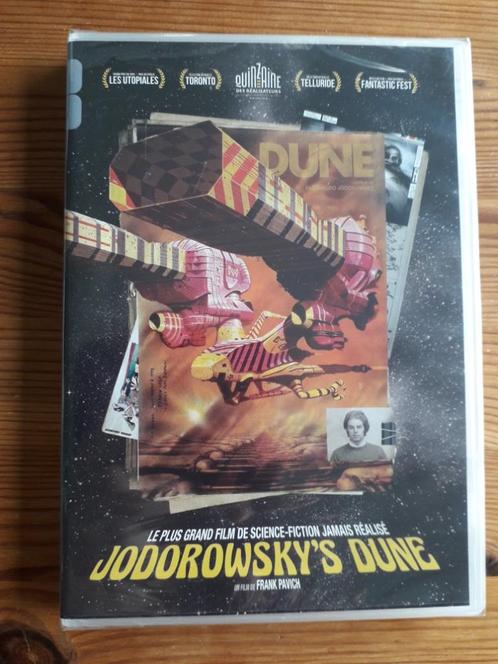 LES UTOPIALES
TORONTO
QUINZAINE
DES RÉALISATEURS
TELLURIDE
FANTASTIC FEST
DUNE
LE PLUS GRAND FILM DE SCIENCE-FICTION JAMAIS RÉALISÉ
JODOROWSKY'S DUNE
UN FILM DE FRANK PAVICH